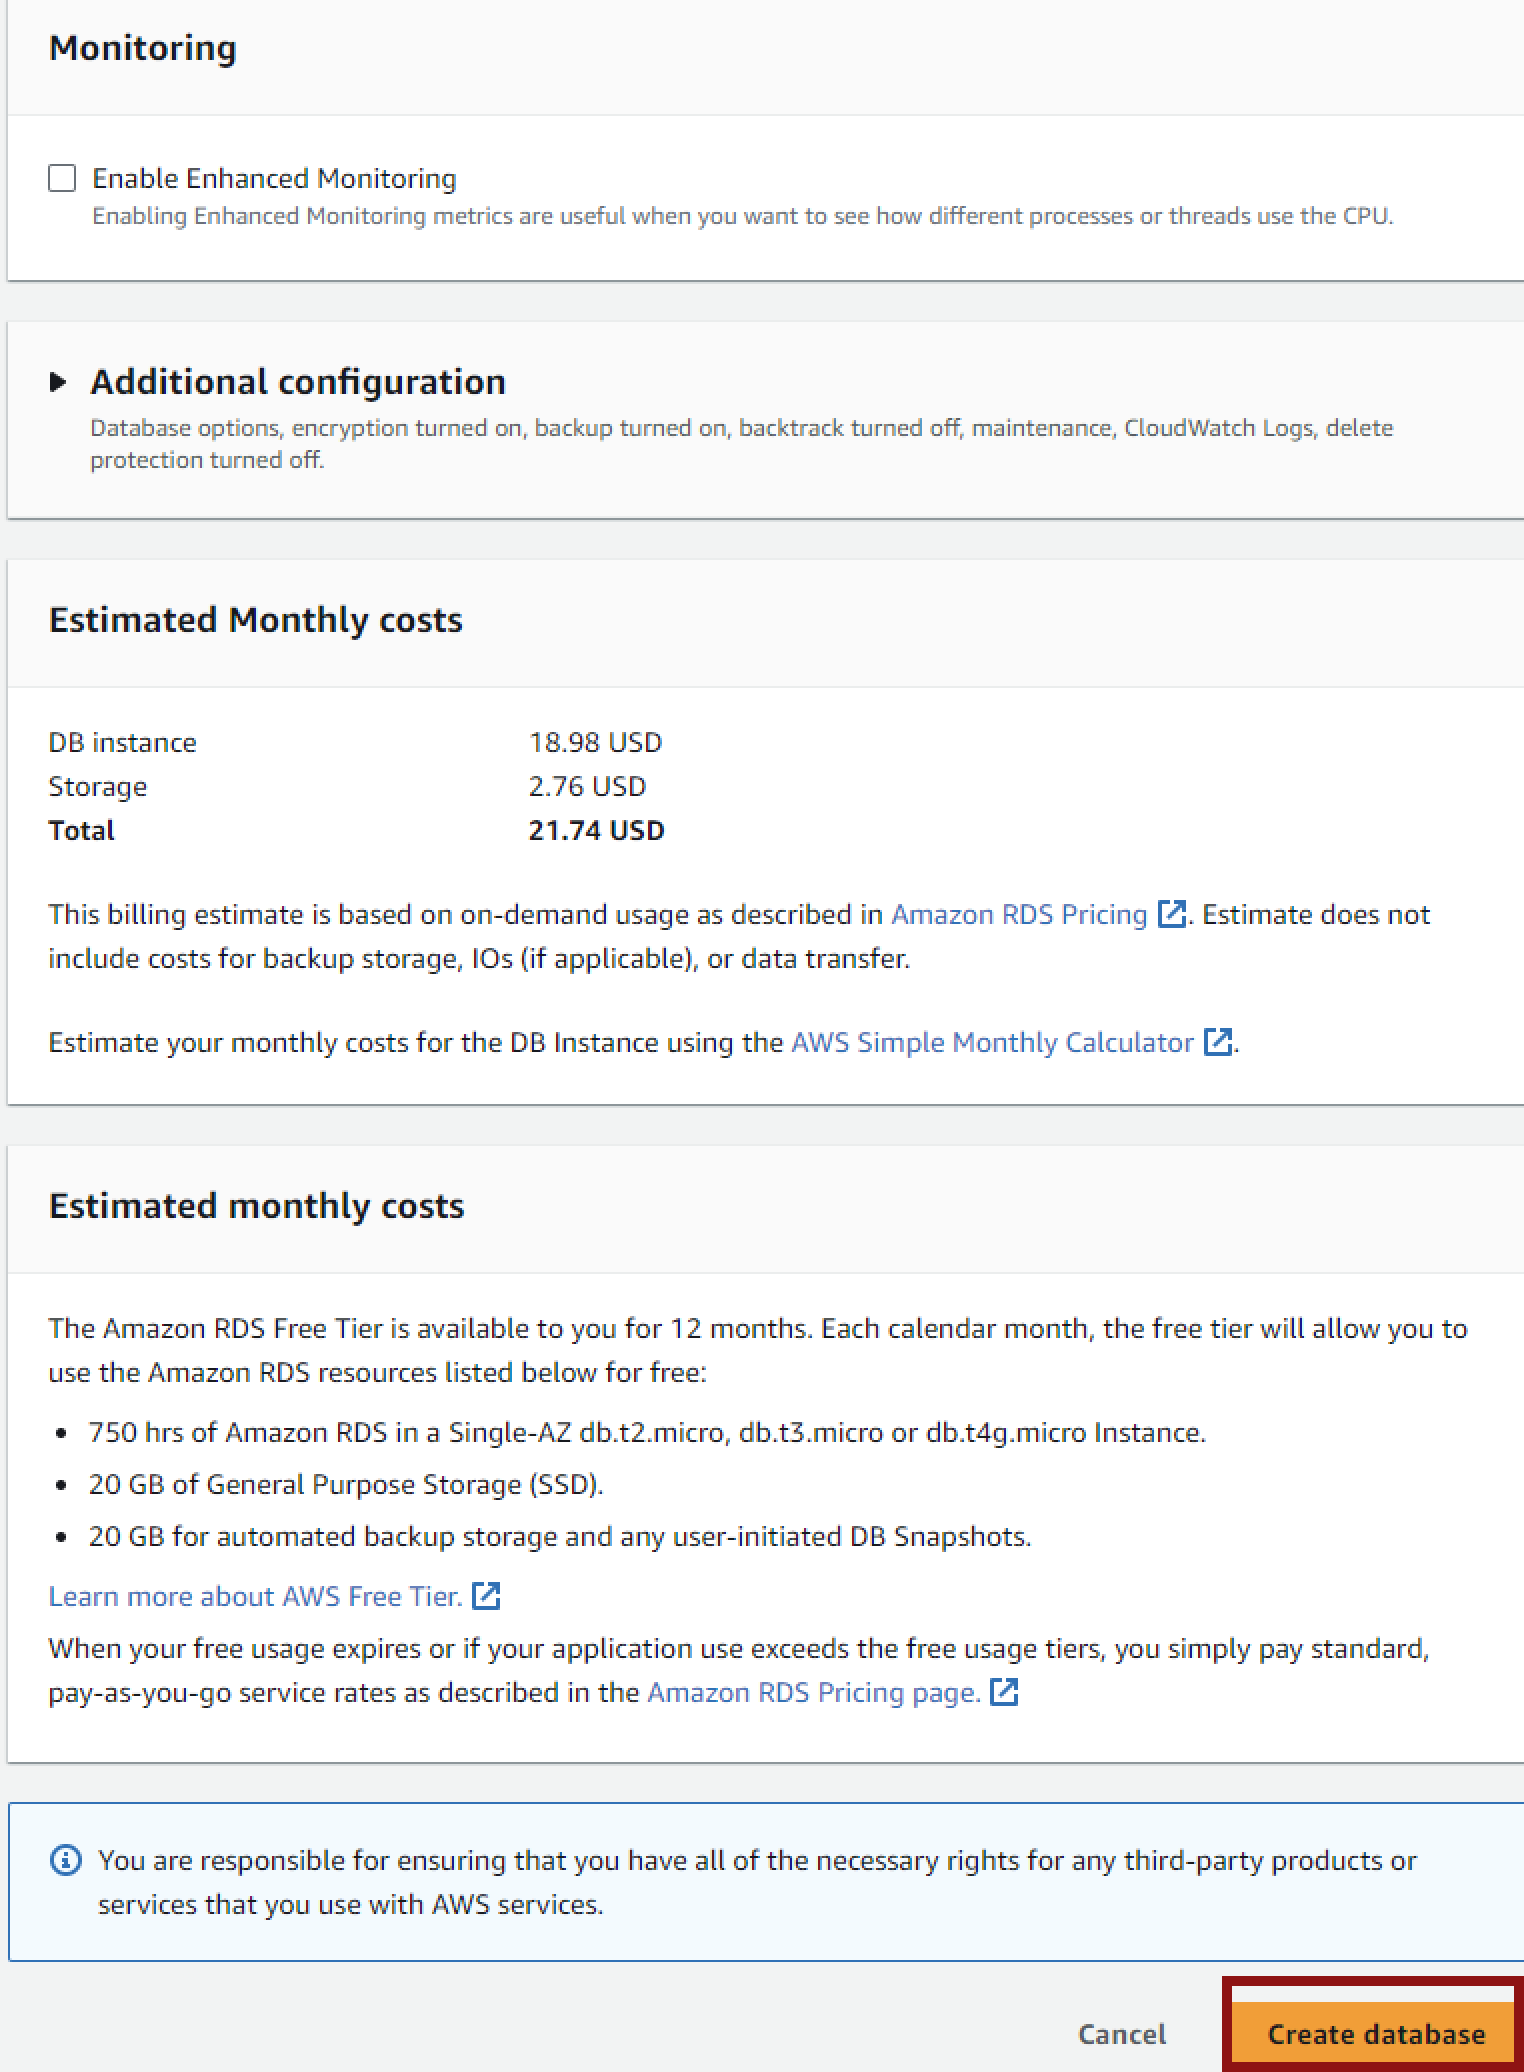 Monitoring
Enable Enhanced Monitoring
Enabling Enhanced Monitoring metrics are useful when you want to see how different processes or threads use the CPU.
Additional configuration
Database options, encryption turned on, backup turned on, backtrack turned off, maintenance, CloudWatch Logs, delete
protection turned off.
Estimated Monthly costs
DB instance 18.98 USD
Storage 2.76 USD
Total 21.74 USD
This billing estimate is based on on-demand usage as described in Amazon RDS Pricing. Estimate does not
include costs for backup storage, IOs (if applicable), or data transfer.
Estimate your monthly costs for the DB Instance using the AWS Simple Monthly Calculator.
Estimated monthly costs
The Amazon RDS Free Tier is available to you for 12 months. Each calendar month, the free tier will allow you to
use the Amazon RDS resources listed below for free:
• 750 hrs of Amazon RDS in a Single-AZ db.t2.micro, db.t3.micro or db.t4g.micro Instance.
• 20 GB of General Purpose Storage (SSD).
• 20 GB for automated backup storage and any user-initiated DB Snapshots.
Learn more about AWS Free Tier.
When your free usage expires or if your application use exceeds the free usage tiers, you simply pay standard,
pay-as-you-go service rates as described in the Amazon RDS Pricing page.
You are responsible for ensuring that you have all of the necessary rights for any third-party products or
services that you use with AWS services.
Cancel Create database